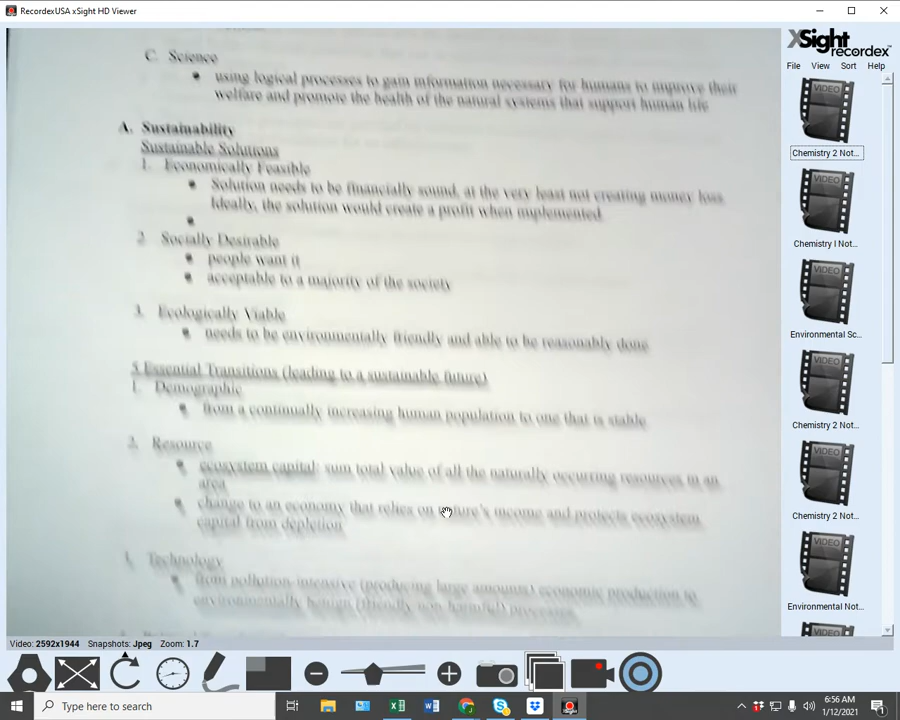 RecordexUSA xSight HD Viewer
C. Science
using logical processes to gain information necessary for humans to improve their
welfare and promote the health of the natural systems that support human life
A. Sustainability
Sustainable Solutions
1. Economically Feasible
Solution needs to be financially sound, at the very least not creating money loss.
Ideally, the solution would create a profit when implemented.
2. Socially Desirable
people want it
acceptable to a majority of the society
3. Ecologically Viable
needs to be environmentally friendly and able to be reasonably done
5 Essential Transitions (leading to a sustainable future)
1. Demographic
from a continually increasing human population to one that is stable
2. Resource
ecosystem capital: sum total value of all the naturally occurring resources in an
area
change to an economy that relies on nature's income and protects ecosystem
capital from depletion
Technology
from pollution-intensive (producing large amounts) economic production to
environmentally benign (friendly, non-harmful) processes
XSight
recordex
File View Sort Help
VIDEO
Chemistry 2 Not...
VIDEO
Chemistry I Not...
VIDEO
Environmental Sc...
VIDEO
Chemistry 2 Not...
VIDEO
Chemistry 2 Not...
VIDEO
Environmental Not...
VIDEO
Video: 2592x1944 Snapshots: Jpeg Zoom: 1.7
Type here to search
6:56 AM
1/12/2021
1